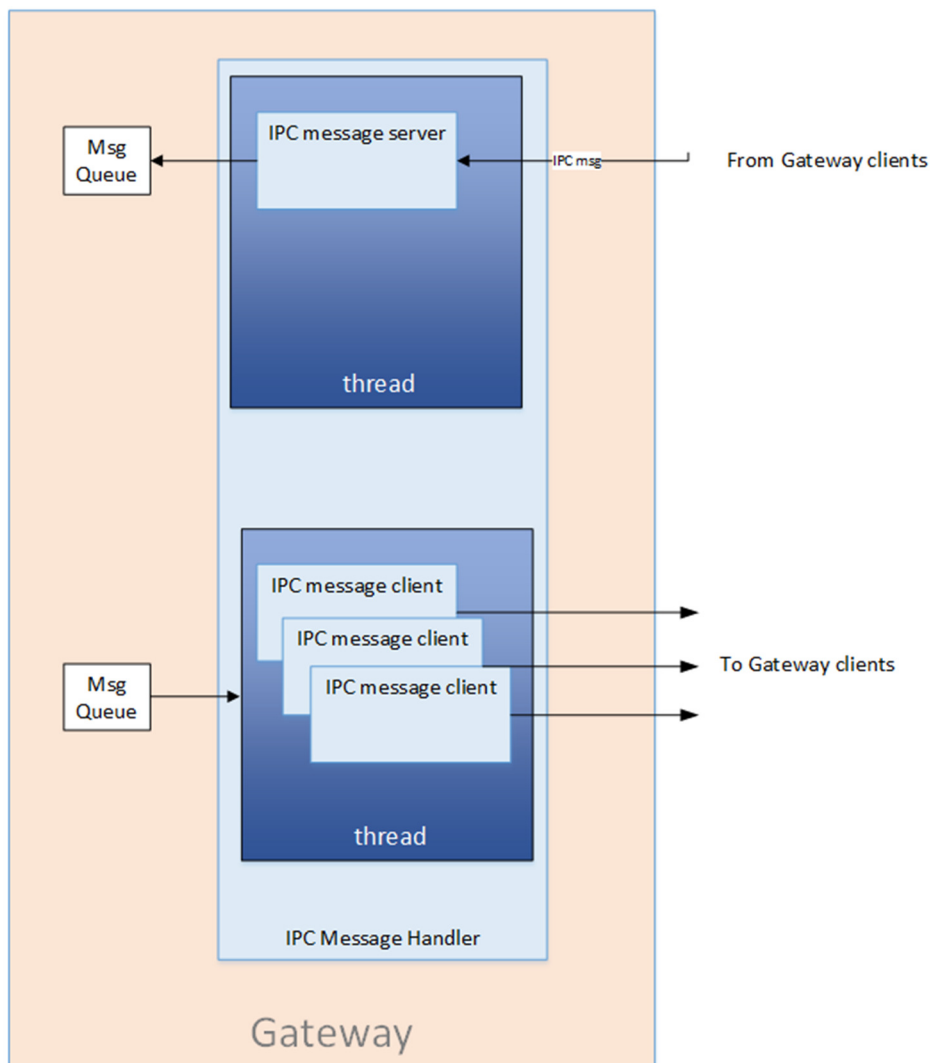 IPC message server
Msg
Queue
IPC msg
From Gateway clients
thread
IPC message client
IPC message client
IPC message client
Msg
Queue
To Gateway clients
thread
IPC Message Handler
Gateway